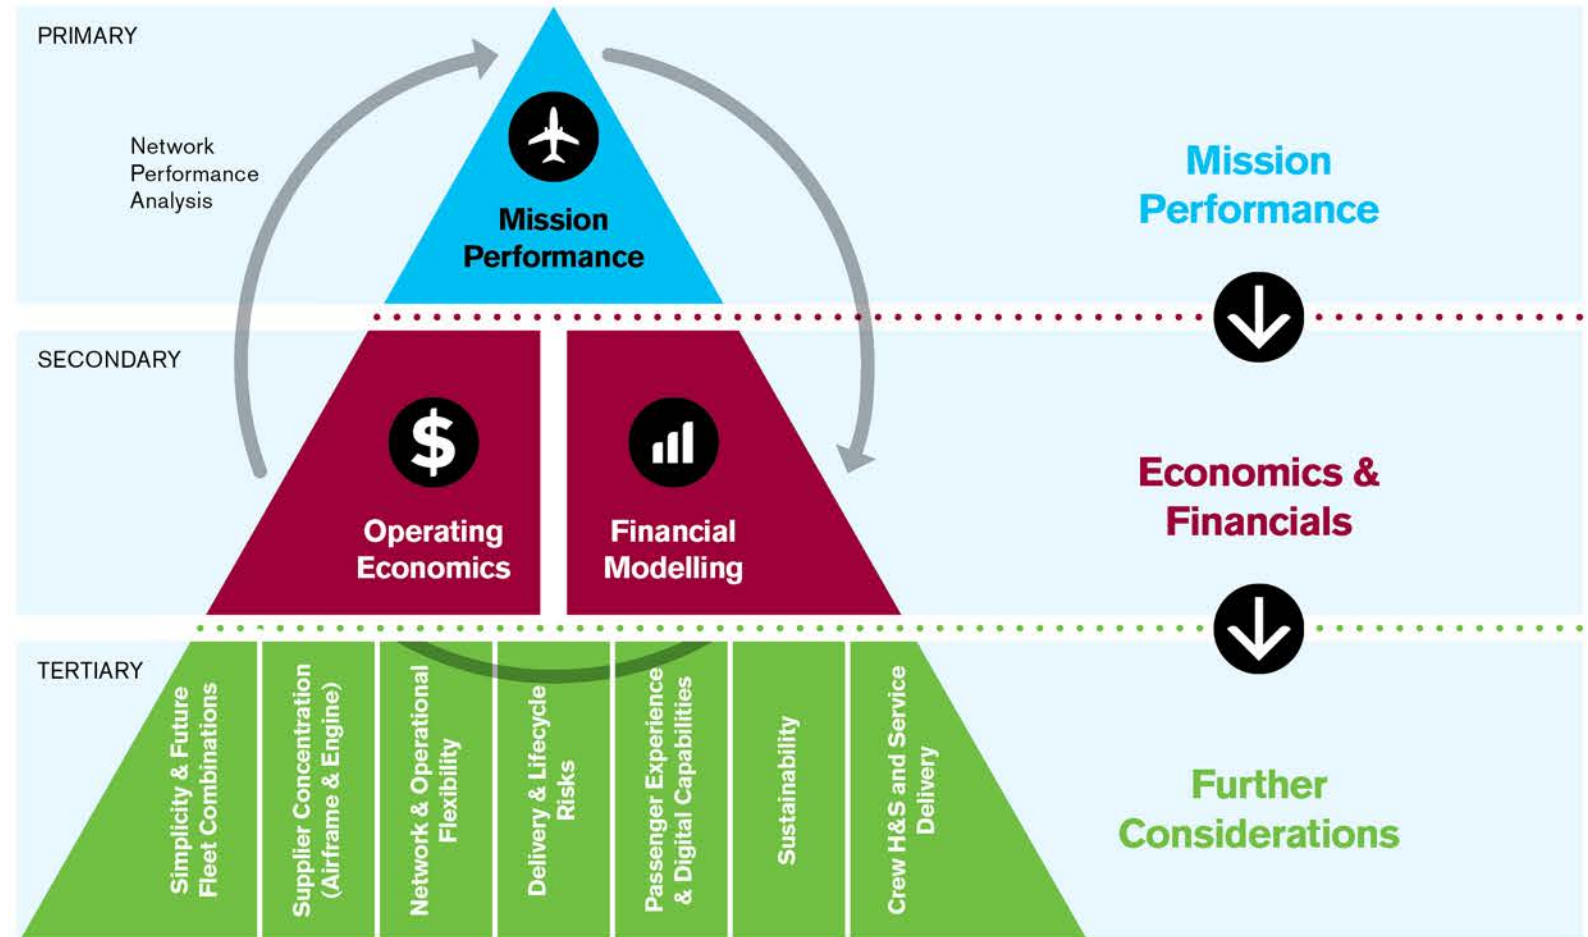 PRIMARY
Network
Performance
Analysis
Mission
Performance
Mission
Performance
SECONDARY
$
Operating
Economics
Financial
Modelling
Economics &
Financials
TERTIARY
Simplicity & Future
Fleet Combinations
Supplier Concentration
(Airframe & Engine)
Network & Operational
Flexibility
Delivery & Lifecycle
Risks
Passenger Experience
& Digital Capabilities
Sustainability
Crew H&S and Service
Delivery
Further
Considerations